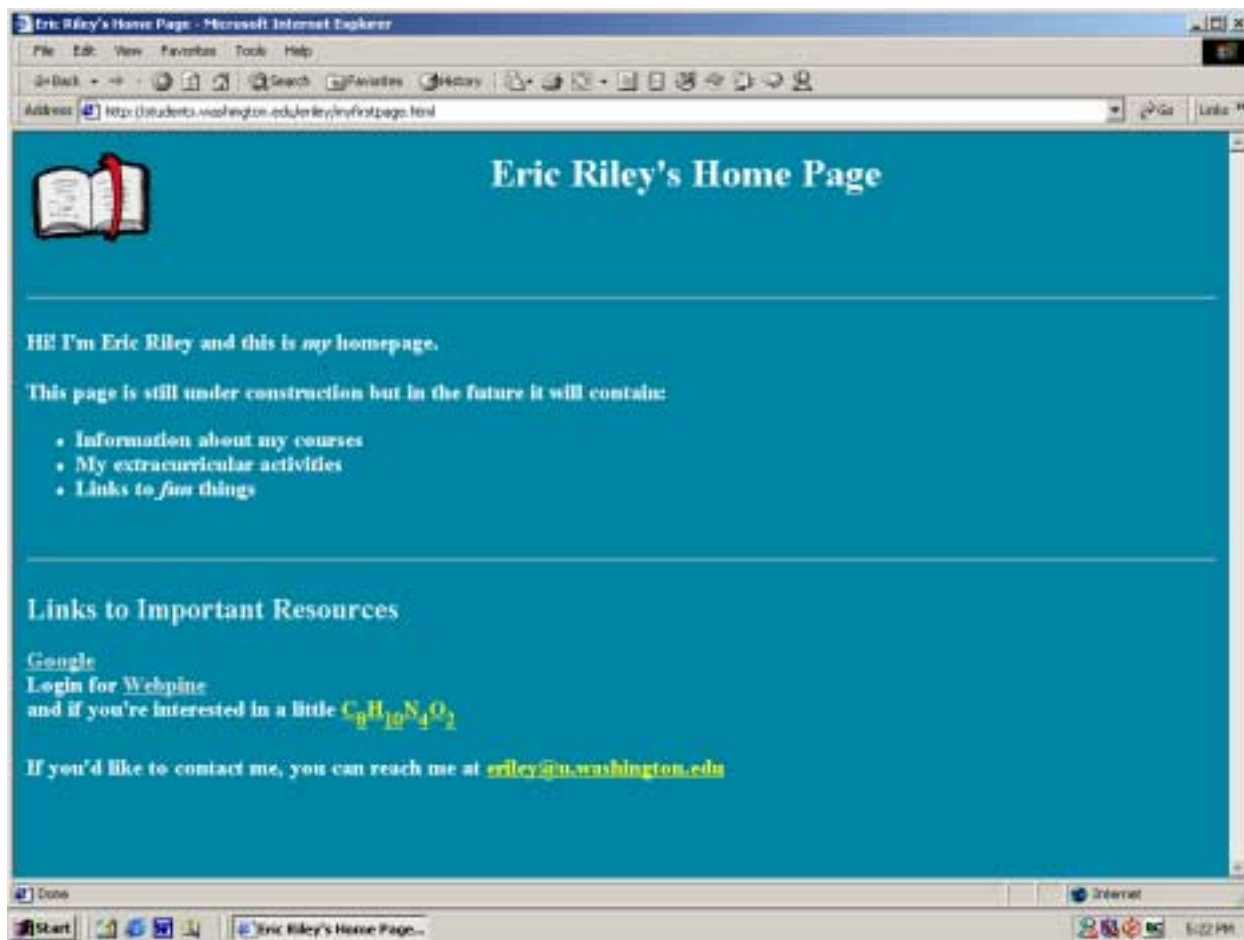 Eric Riley's Home Page - Microsoft Internet Explorer
File Edit View Favorites Tools Help
Back Search Favorites History
Address http://students.washington.edu/eriley/myfirstpage.html Go Links
Eric Riley's Home Page
Hi! I'm Eric Riley and this is my homepage.
This page is still under construction but in the future it will contain:
• Information about my courses
• My extracurricular activities
• Links to fun things
Links to Important Resources
Google
Login for Webpine
and if you're interested in a little C8H10N4O2
If you'd like to contact me, you can reach me at eriley@u.washington.edu
Done Internet
Start Eric Riley's Home Page... 5:22 PM